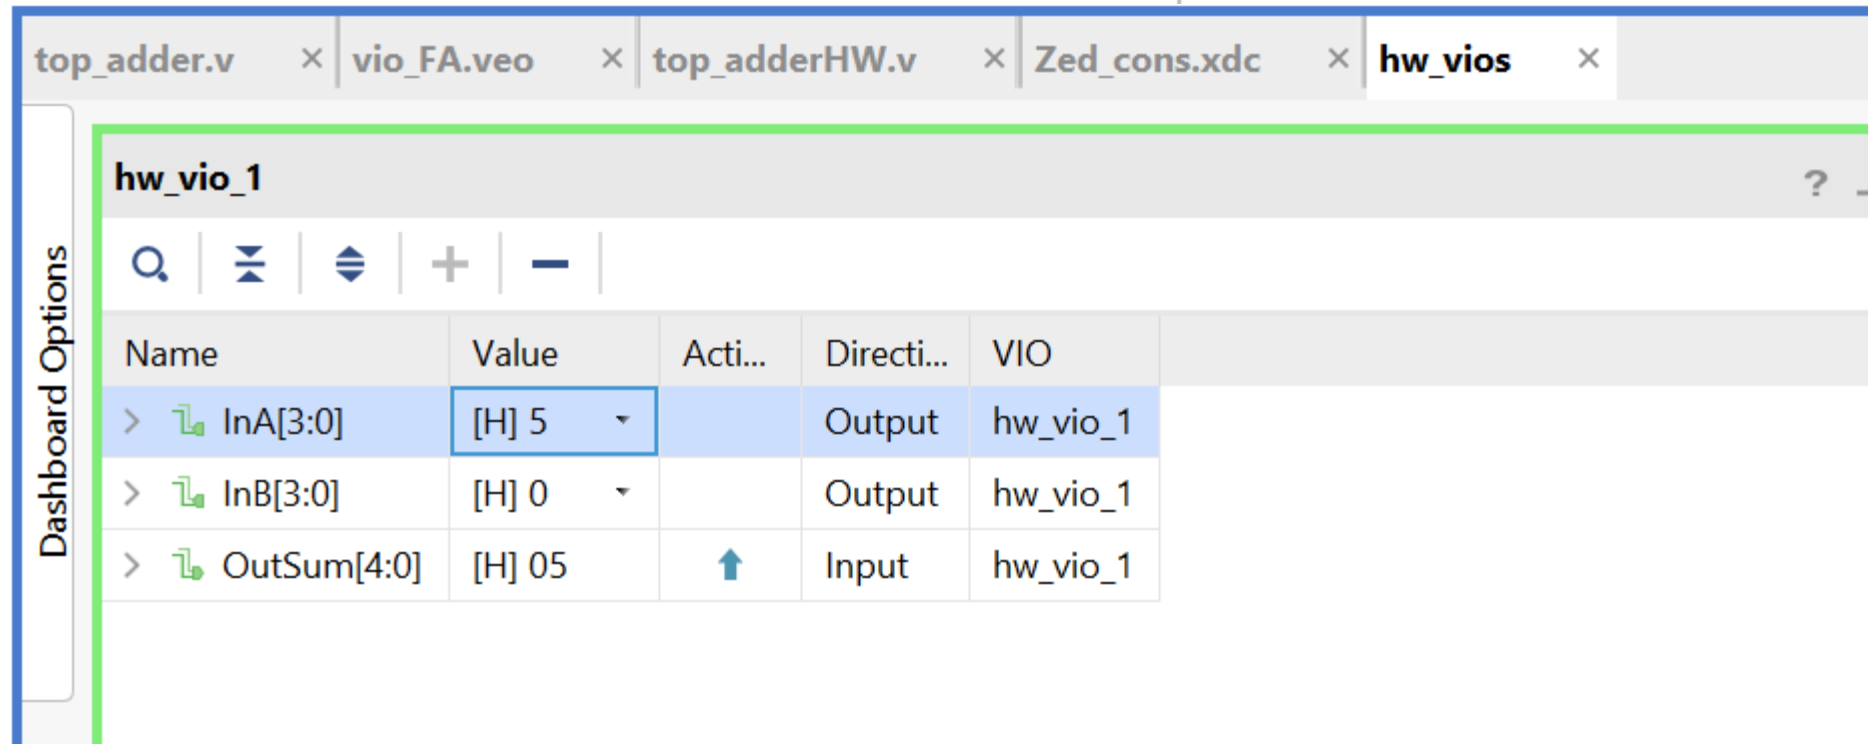 top_adder.v × vio_FA.veo × top_adderHW.v × Zed_cons.xdc × hw_vios ×
Dashboard Options
hw_vio_1 ?
Name Value Acti... Directi... VIO
InA[3:0] [H] 5 Output hw_vio_1
InB[3:0] [H] 0 Output hw_vio_1
OutSum[4:0] [H] 05 Input hw_vio_1